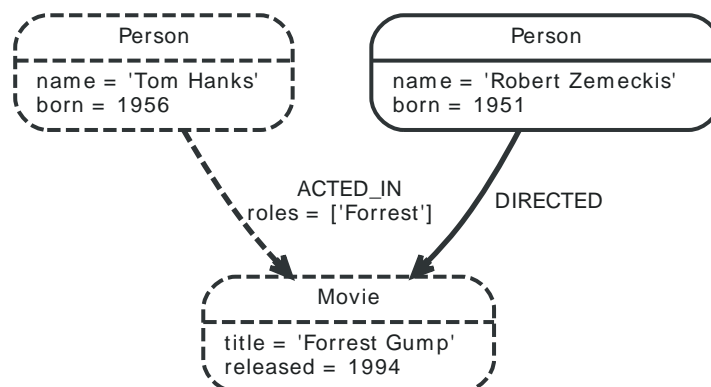 Person
name = 'Tom Hanks'
born = 1956
Person
name = 'Robert Zemeckis'
born = 1951
ACTED_IN
roles = ['Forrest']
DIRECTED
Movie
title = 'Forrest Gump'
released = 1994